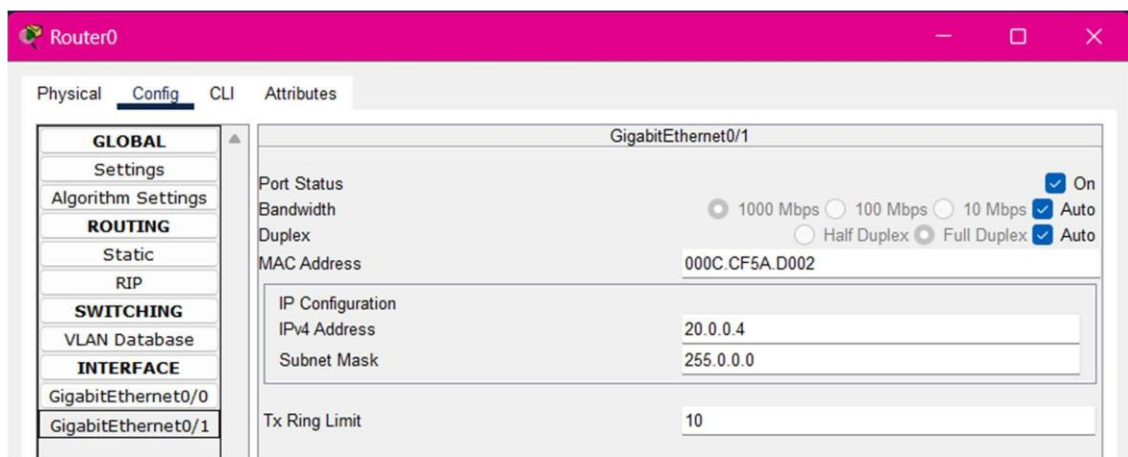 Router0
Physical Config CLI Attributes
GLOBAL
Settings
Algorithm Settings
ROUTING
Static
RIP
SWITCHING
VLAN Database
INTERFACE
GigabitEthernet0/0
GigabitEthernet0/1
GigabitEthernet0/1
Port Status On
Bandwidth 1000 Mbps 100 Mbps 10 Mbps Auto
Duplex Half Duplex Full Duplex Auto
MAC Address 000C.CF5A.D002
IP Configuration
IPv4 Address 20.0.0.4
Subnet Mask 255.0.0.0
Tx Ring Limit 10